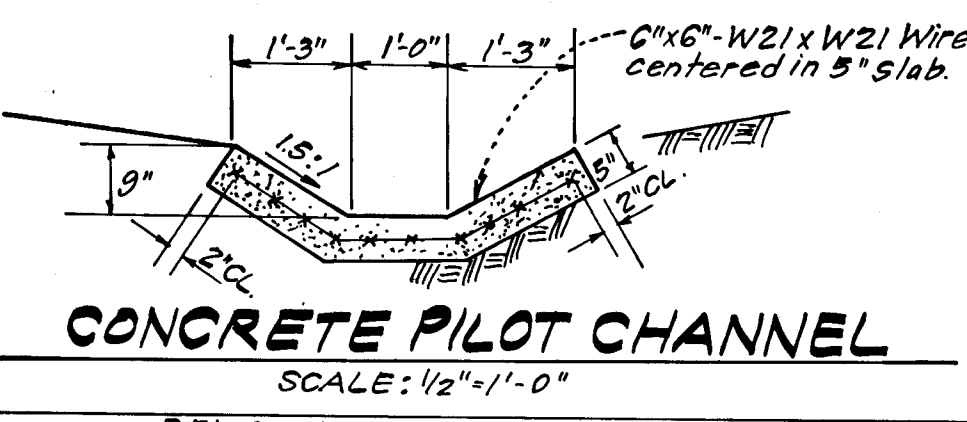 1'-3" 1'-0" 1'-3"
6"x6"-W21 x W21 Wire
centered in 5" Slab.
1.5:1
9"
5"
2"CL.
2"CL.
CONCRETE PILOT CHANNEL
SCALE: 1/2"=1'-0"